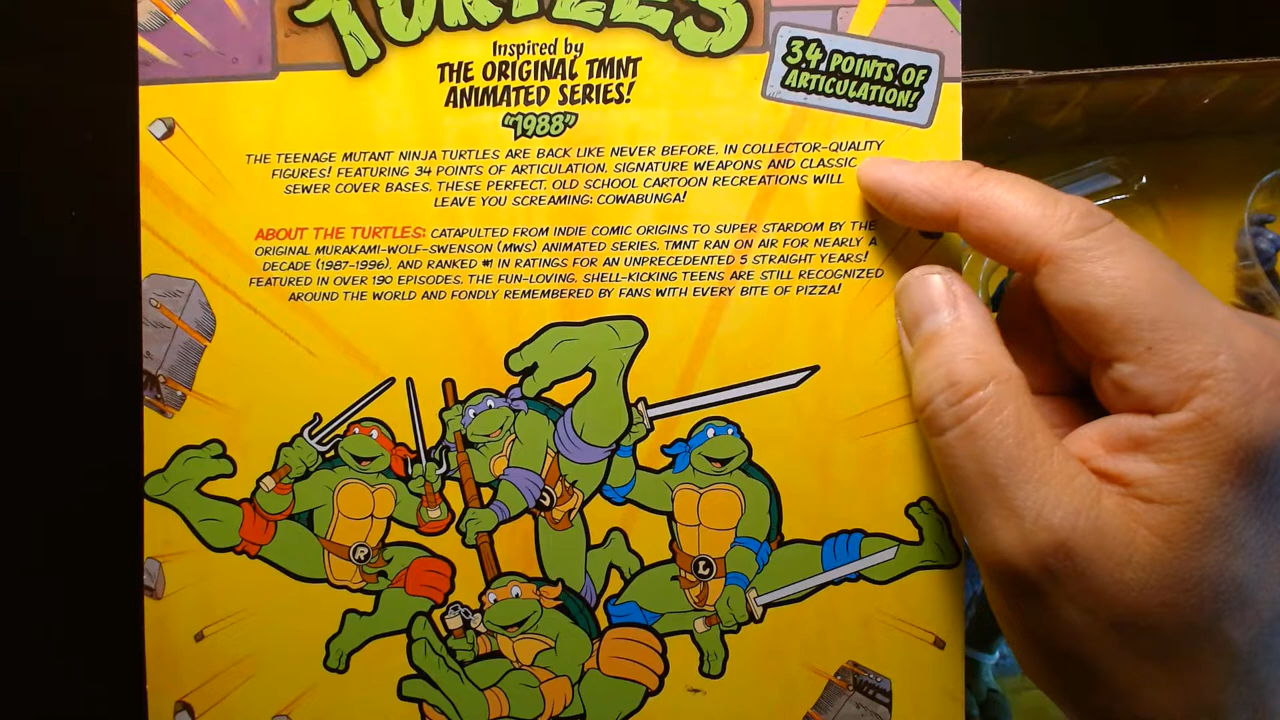 TURTLES
Inspired by
THE ORIGINAL TMNT
ANIMATED SERIES!
"1988"
34 POINTS OF
ARTICULATION!
THE TEENAGE MUTANT NINJA TURTLES ARE BACK LIKE NEVER BEFORE, IN COLLECTOR-QUALITY
FIGURES! FEATURING 34 POINTS OF ARTICULATION, SIGNATURE WEAPONS AND CLASSIC
SEWER COVER BASES, THESE PERFECT, OLD SCHOOL CARTOON RECREATIONS WILL
LEAVE YOU SCREAMING: COWABUNGA!
ABOUT THE TURTLES: CATAPULTED FROM INDIE COMIC ORIGINS TO SUPER STARDOM BY THE
ORIGINAL MURAKAMI-WOLF-SWENSON (MWS) ANIMATED SERIES, TMNT RAN ON AIR FOR NEARLY A
DECADE (1987-1996), AND RANKED #1 IN RATINGS FOR AN UNPRECEDENTED 5 STRAIGHT YEARS!
FEATURED IN OVER 190 EPISODES, THE FUN-LOVING, SHELL-KICKING TEENS ARE STILL RECOGNIZED
AROUND THE WORLD AND FONDLY REMEMBERED BY FANS WITH EVERY BITE OF PIZZA!
R
D
L